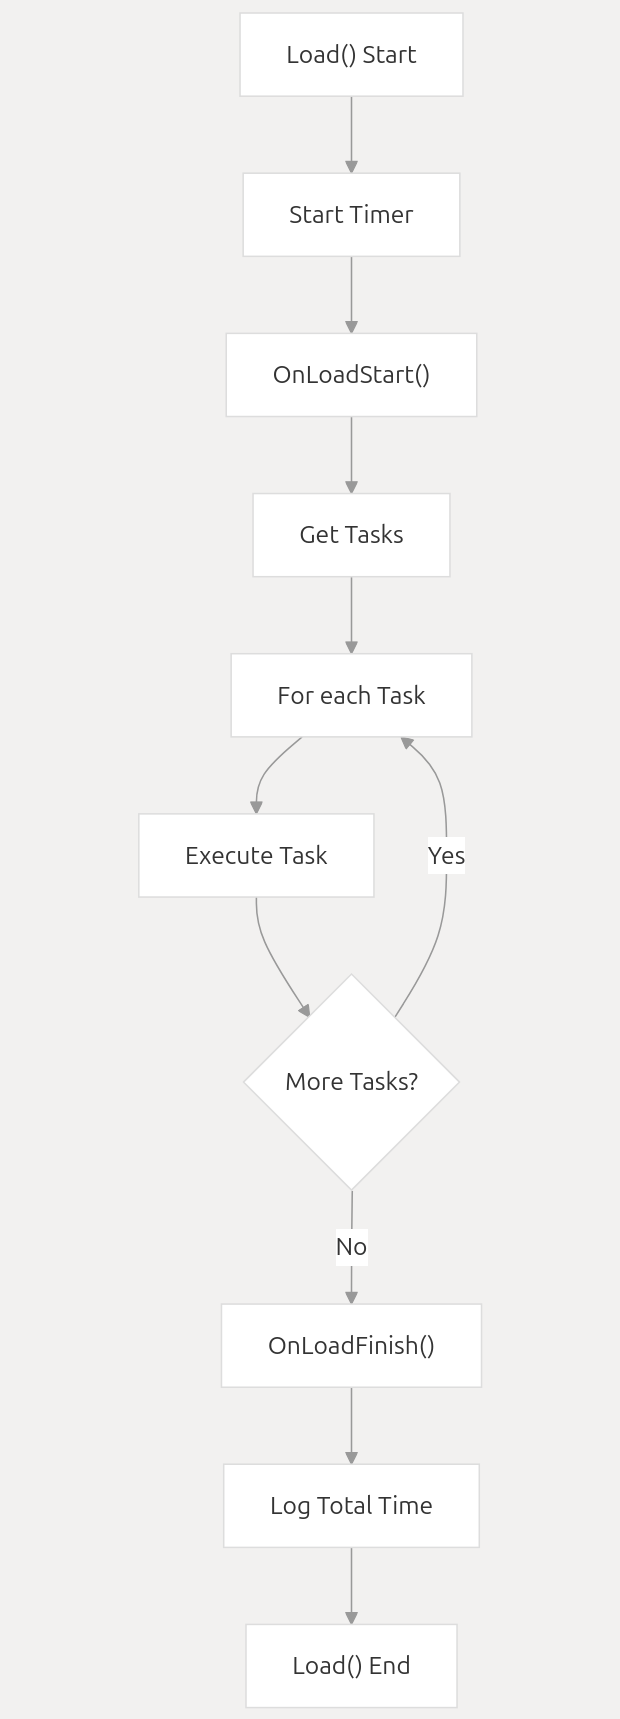 Load() Start
Start Timer
OnLoadStart()
Get Tasks
For each Task
Execute Task
Yes
More Tasks?
No
OnLoadFinish()
Log Total Time
Load() End